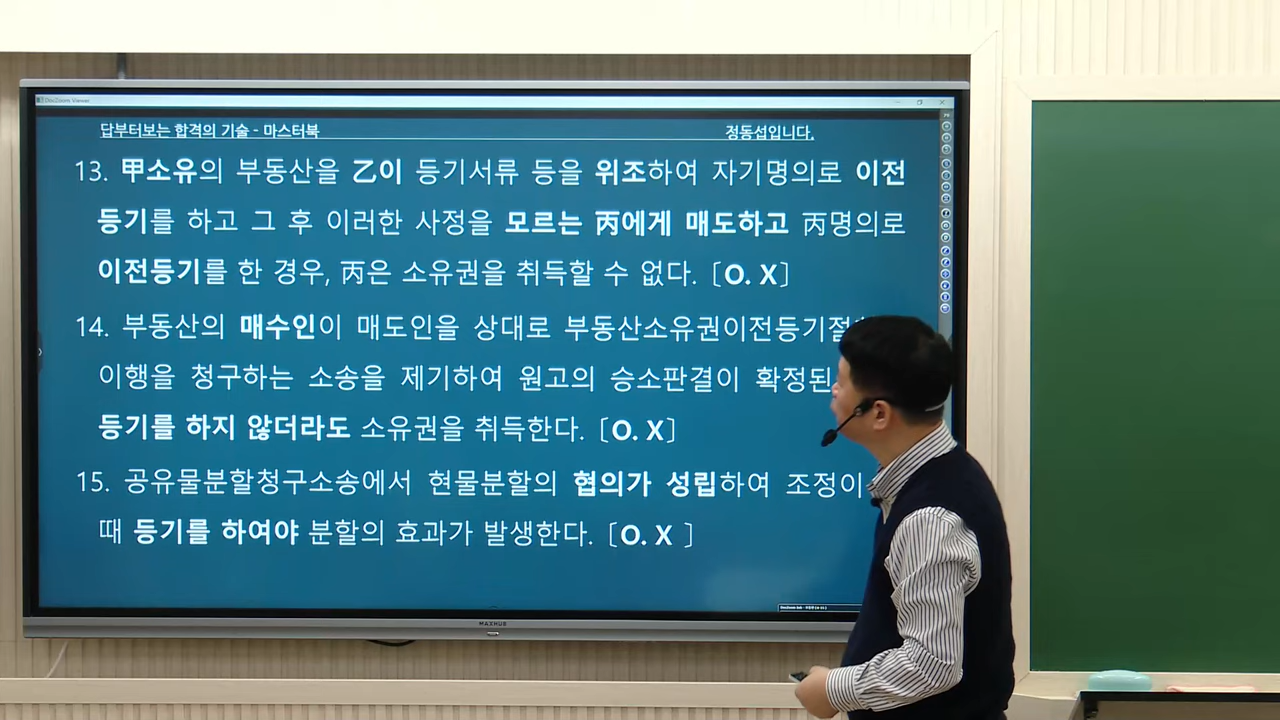 DocZoom Viewer
답부터보는 합격의 기술 - 마스터북
정동섭입니다.
13. 甲소유의 부동산을 乙이 등기서류 등을 위조하여 자기명의로 이전
등기를 하고 그 후 이러한 사정을 모르는 丙에게 매도하고 丙명의로
이전등기를 한 경우, 丙은 소유권을 취득할 수 없다. 〔O. X〕
14. 부동산의 매수인이 매도인을 상대로 부동산소유권이전등기절
이행을 청구하는 소송을 제기하여 원고의 승소판결이 확정된
등기를 하지 않더라도 소유권을 취득한다. 〔O. X〕
15. 공유물분할청구소송에서 현물분할의 협의가 성립하여 조정이
때 등기를 하여야 분할의 효과가 발생한다. 〔O. X 〕
MAXHUB